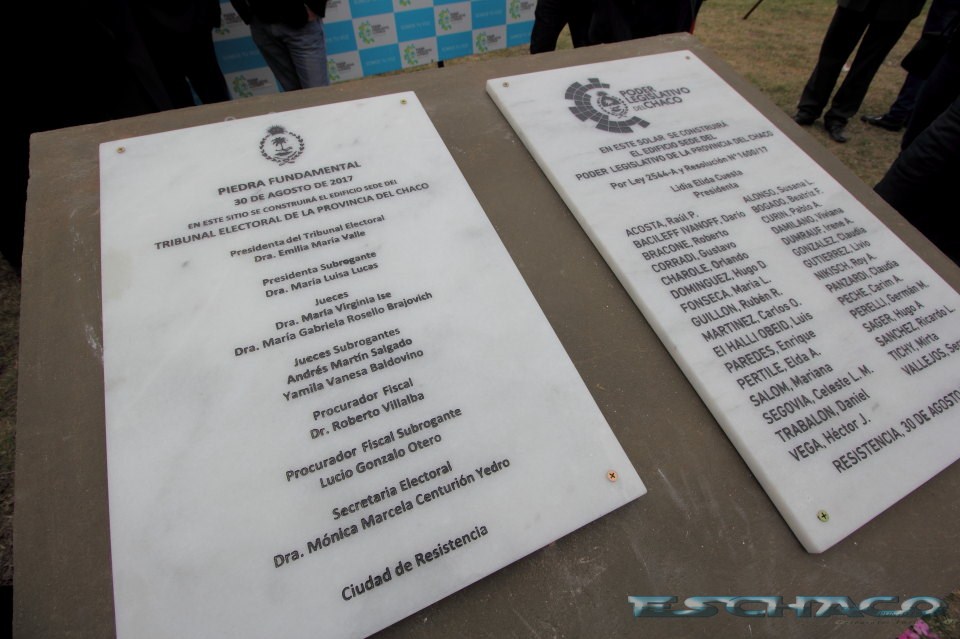 PIEDRA FUNDAMENTAL
30 DE AGOSTO DE 2017
EN ESTE SITIO SE CONSTRUIRÁ EL EDIFICIO SEDE DEL
TRIBUNAL ELECTORAL DE LA PROVINCIA DEL CHACO
Presidenta del Tribunal Electoral
Dra. Emilia María Valle
Presidenta Subrogante
Dra. María Luisa Lucas
Jueces
Dra. María Virginia Ise
Dra. María Gabriela Rosello Brajovich
Jueces Subrogantes
Andrés Martín Salgado
Yamila Vanesa Baldovino
Procurador Fiscal
Dr. Roberto Villalba
Procurador Fiscal Subrogante
Lucio Gonzalo Otero
Secretaria Electoral
Dra. Mónica Marcela Centurión Yedro
Ciudad de Resistencia
PODER
LEGISLATIVO
DEL CHACO
EN ESTE SOLAR SE CONSTRUIRÁ
EL EDIFICIO SEDE DEL
PODER LEGISLATIVO DE LA PROVINCIA DEL CHACO
Por Ley 2544-A y Resolución N°1600/17
Lidia Elida Cuesta
Presidenta
ACOSTA, Raúl P.
BACILEFF IVANOFF, Darío
BRACONE, Roberto
CORRADI, Gustavo
CHAROLE, Orlando
DOMINGUEZ, Hugo D.
FONSECA, María L.
GUILLON, Rubén R.
MARTINEZ, Carlos O.
El HALLI OBEID, Luis
PAREDES, Enrique
PERTILE, Elda A.
SALOM, Mariana
SEGOVIA, Celeste L. M.
TRABALON, Daniel
VEGA, Héctor J.
ALONSO, Susana L.
BOGADO, Beatriz F.
CURIN, Pablo A.
DAMILANO, Viviana
DUMRAUF, Irene A.
GONZALEZ, Claudia
GUTIERREZ, Livio
NIKISCH, Roy A.
PANZARDI, Claudia
PECHE, Carim A.
PERELLI, Germán M.
SAGER, Hugo A.
SANCHEZ, Ricardo L.
TICHY, Mirta
VALLEJOS,
RESISTENCIA, 30 DE AGOSTO
ESCHACO